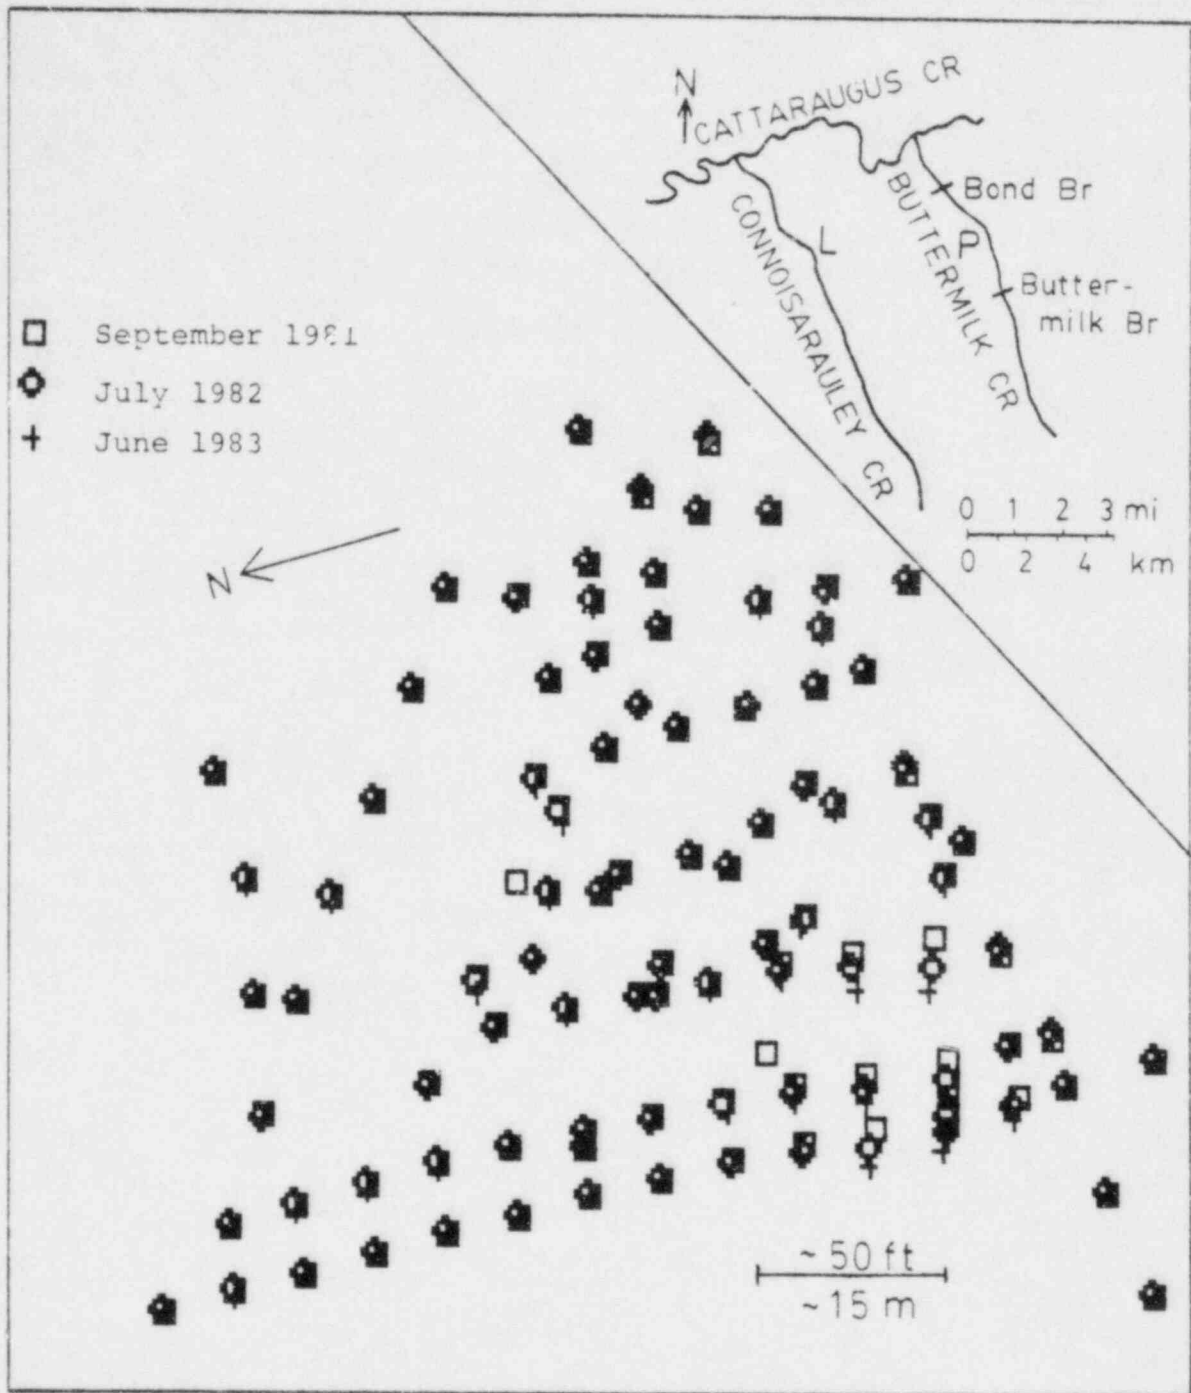 N
CATTARAUGUS CR
Bond Br
BUTTERMILK CR
P
L
CONNOISARAULEY CR
Butter-
milk Br
0 1 2 3 mi
0 2 4 km
September 1981
July 1982
June 1983
N
~ 50 ft
~ 15 m